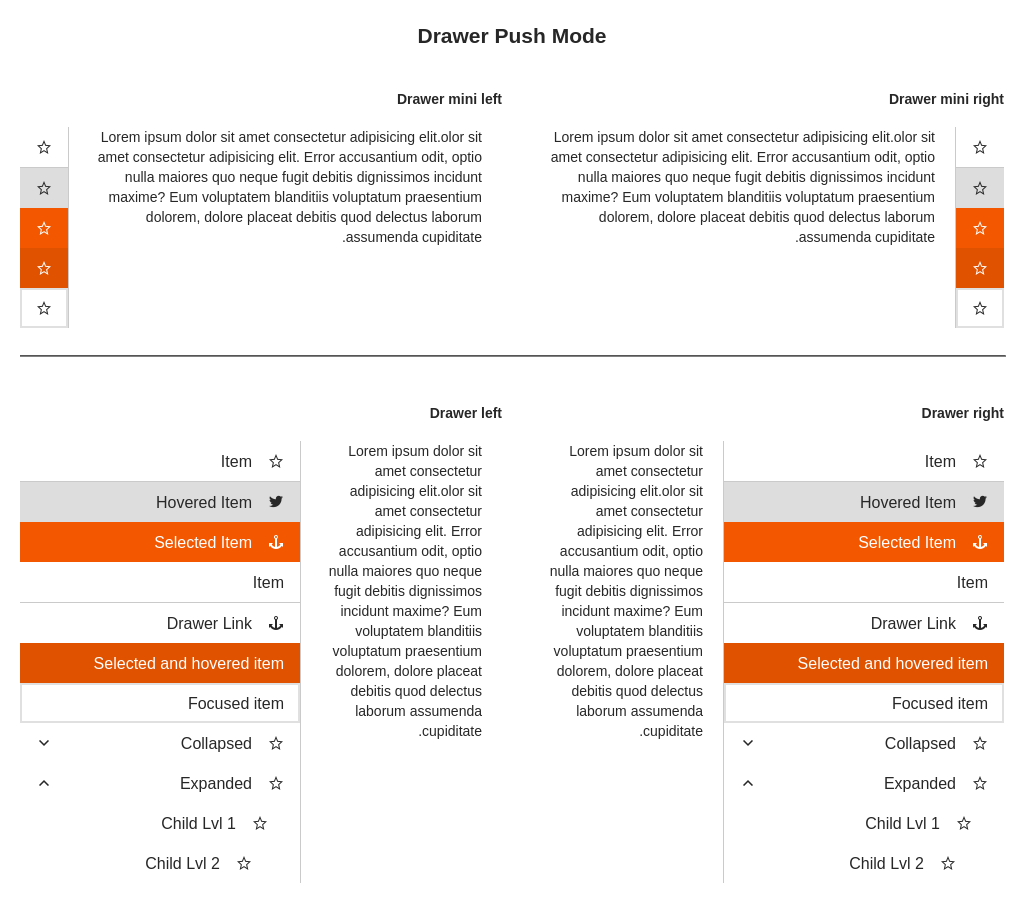 Drawer Push Mode
Drawer mini left
Lorem ipsum dolor sit amet consectetur adipisicing elit.olor sit
amet consectetur adipisicing elit. Error accusantium odit, optio
nulla maiores quo neque fugit debitis dignissimos incidunt
maxime? Eum voluptatem blanditiis voluptatum praesentium
dolorem, dolore placeat debitis quod delectus laborum
.assumenda cupiditate
Drawer mini right
Lorem ipsum dolor sit amet consectetur adipisicing elit.olor sit
amet consectetur adipisicing elit. Error accusantium odit, optio
nulla maiores quo neque fugit debitis dignissimos incidunt
maxime? Eum voluptatem blanditiis voluptatum praesentium
dolorem, dolore placeat debitis quod delectus laborum
.assumenda cupiditate
Drawer left
Item
Hovered Item
Selected Item
Item
Drawer Link
Selected and hovered item
Focused item
Collapsed
Expanded
Child Lvl 1
Child Lvl 2
Lorem ipsum dolor sit
amet consectetur
adipisicing elit.olor sit
amet consectetur
adipisicing elit. Error
accusantium odit, optio
nulla maiores quo neque
fugit debitis dignissimos
incidunt maxime? Eum
voluptatem blanditiis
voluptatum praesentium
dolorem, dolore placeat
debitis quod delectus
laborum assumenda
.cupiditate
Drawer right
Lorem ipsum dolor sit
amet consectetur
adipisicing elit.olor sit
amet consectetur
adipisicing elit. Error
accusantium odit, optio
nulla maiores quo neque
fugit debitis dignissimos
incidunt maxime? Eum
voluptatem blanditiis
voluptatum praesentium
dolorem, dolore placeat
debitis quod delectus
laborum assumenda
.cupiditate
Item
Hovered Item
Selected Item
Item
Drawer Link
Selected and hovered item
Focused item
Collapsed
Expanded
Child Lvl 1
Child Lvl 2